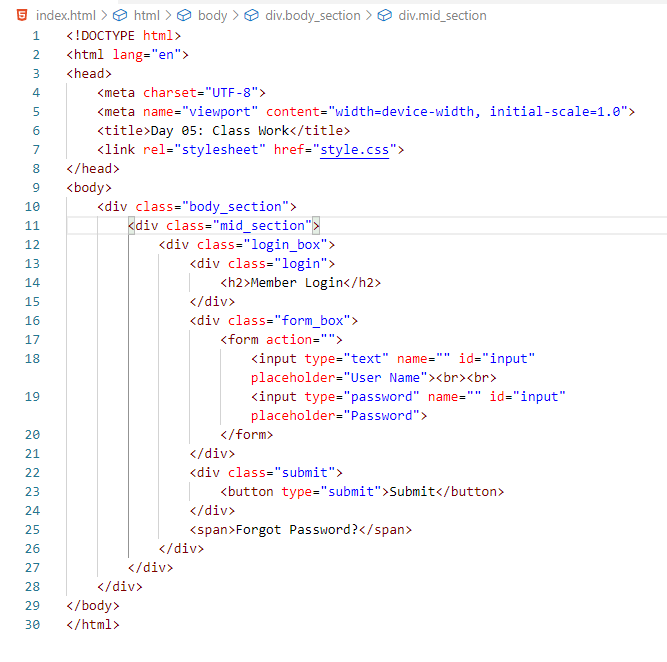 index.html > html > body > div.body_section > div.mid_section
1 <!DOCTYPE html>
2 <html lang="en">
3 <head>
4     <meta charset="UTF-8">
5     <meta name="viewport" content="width=device-width, initial-scale=1.0">
6     <title>Day 05: Class Work</title>
7     <link rel="stylesheet" href="style.css">
8 </head>
9 <body>
10     <div class="body_section">
11         <div class="mid_section">
12             <div class="login_box">
13                 <div class="login">
14                     <h2>Member Login</h2>
15                 </div>
16                 <div class="form_box">
17                     <form action="">
18                         <input type="text" name="" id="input"
                         placeholder="User Name"><br><br>
19                         <input type="password" name="" id="input"
                         placeholder="Password">
20                     </form>
21                 </div>
22                 <div class="submit">
23                     <button type="submit">Submit</button>
24                 </div>
25                 <span>Forgot Password?</span>
26             </div>
27         </div>
28     </div>
29 </body>
30 </html>